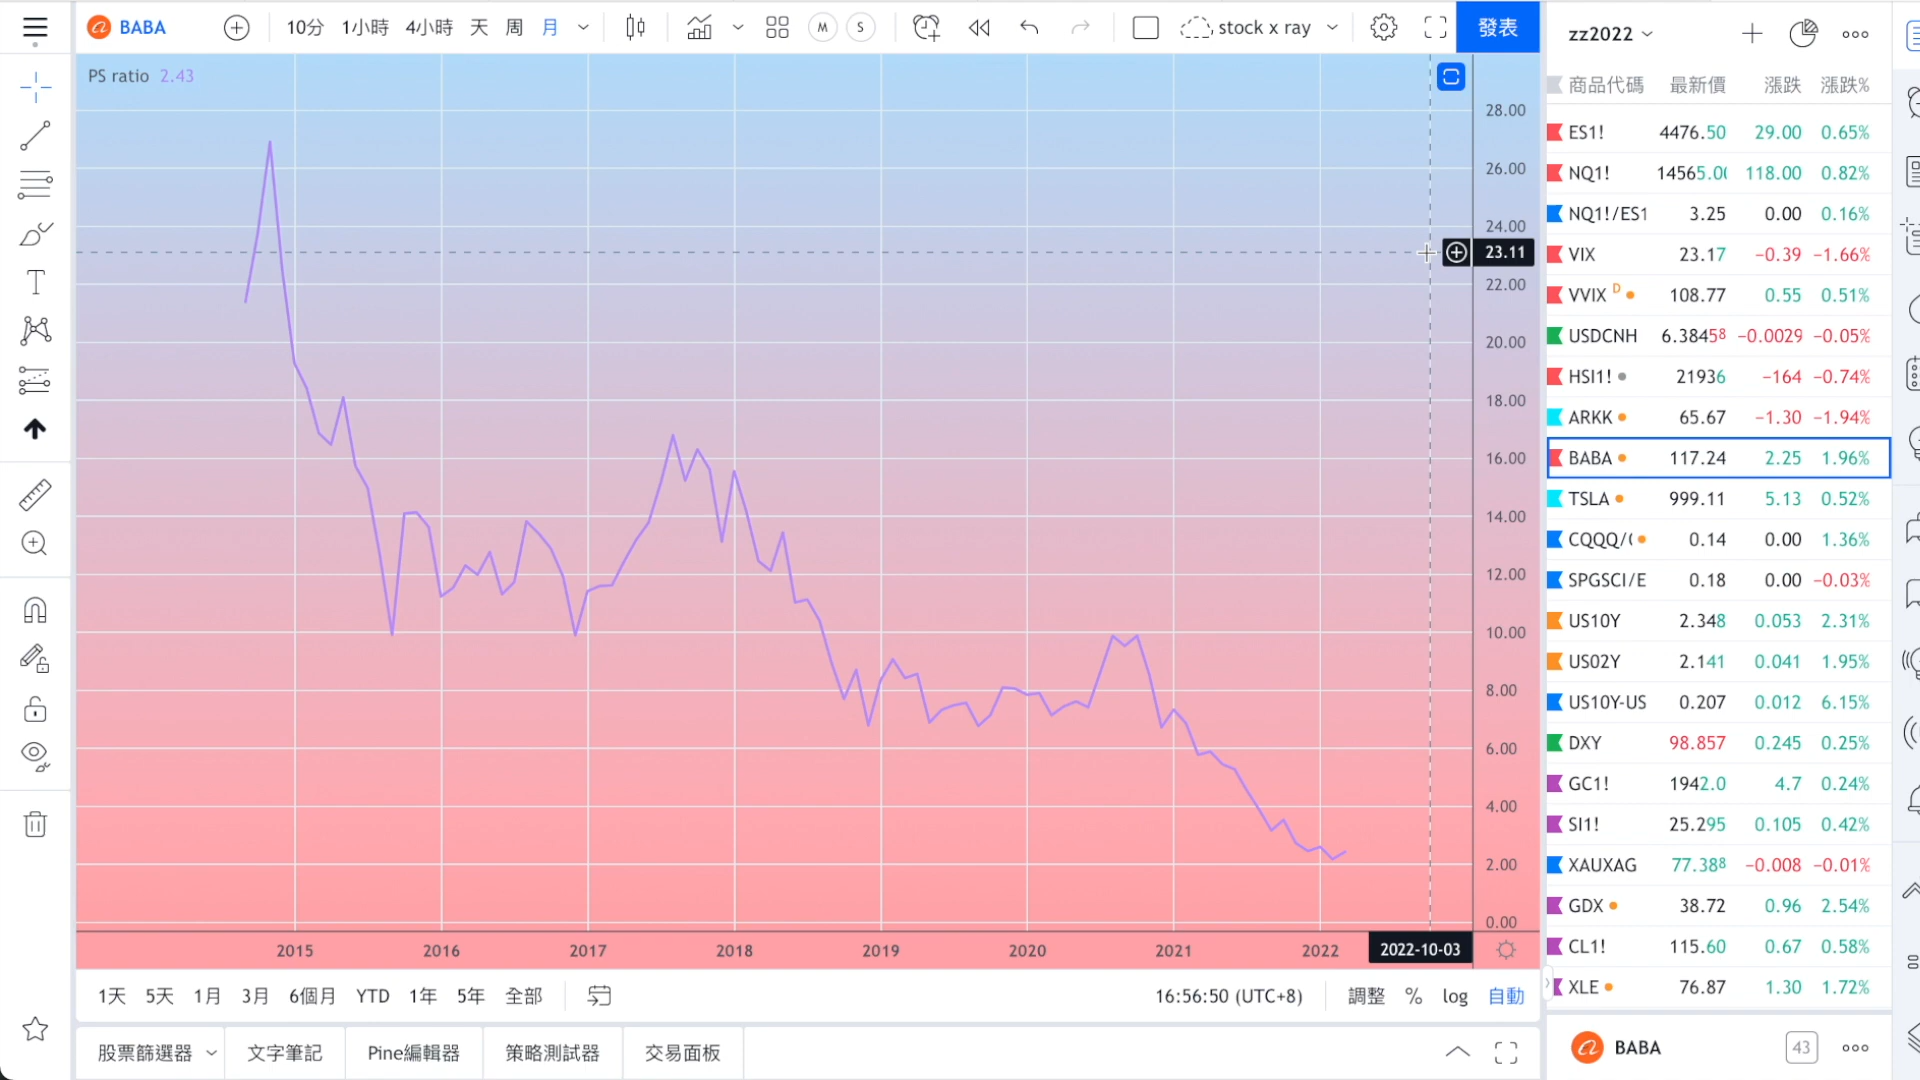 BABA
10分 1小時 4小時 天 周 月
M S
stock x ray
發表
PS ratio 2.43
28.00
26.00
24.00
23.11
22.00
20.00
18.00
16.00
14.00
12.00
10.00
8.00
6.00
4.00
2.00
0.00
2015 2016 2017 2018 2019 2020 2021 2022 2022-10-03
1天 5天 1月 3月 6個月 YTD 1年 5年 全部
16:56:50 (UTC+8) 調整 % log 自動
股票篩選器 文字筆記 Pine編輯器 策略測試器 交易面板
zz2022
商品代碼 最新價 漲跌 漲跌%
ES1! 4476.50 29.00 0.65%
NQ1! 14565.00 118.00 0.82%
NQ1!/ES1 3.25 0.00 0.16%
VIX 23.17 −0.39 −1.66%
VVIX D 108.77 0.55 0.51%
USDCNH 6.38458 −0.0029 −0.05%
HSI1! 21936 −164 −0.74%
ARKK 65.67 −1.30 −1.94%
BABA 117.24 2.25 1.96%
TSLA 999.11 5.13 0.52%
CQQQ/( 0.14 0.00 1.36%
SPGSCI/E 0.18 0.00 −0.03%
US10Y 2.348 0.053 2.31%
US02Y 2.141 0.041 1.95%
US10Y-US 0.207 0.012 6.15%
DXY 98.857 0.245 0.25%
GC1! 1942.0 4.7 0.24%
SI1! 25.295 0.105 0.42%
XAUXAG 77.388 −0.008 −0.01%
GDX 38.72 0.96 2.54%
CL1! 115.60 0.67 0.58%
XLE 76.87 1.30 1.72%
BABA 43